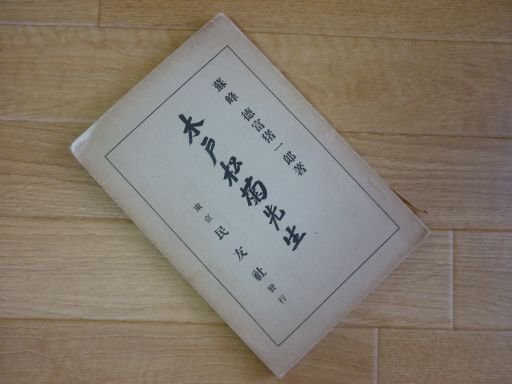 蘇峰 徳富猪一郎著
木戸松菊先生
東京 民友社 發行